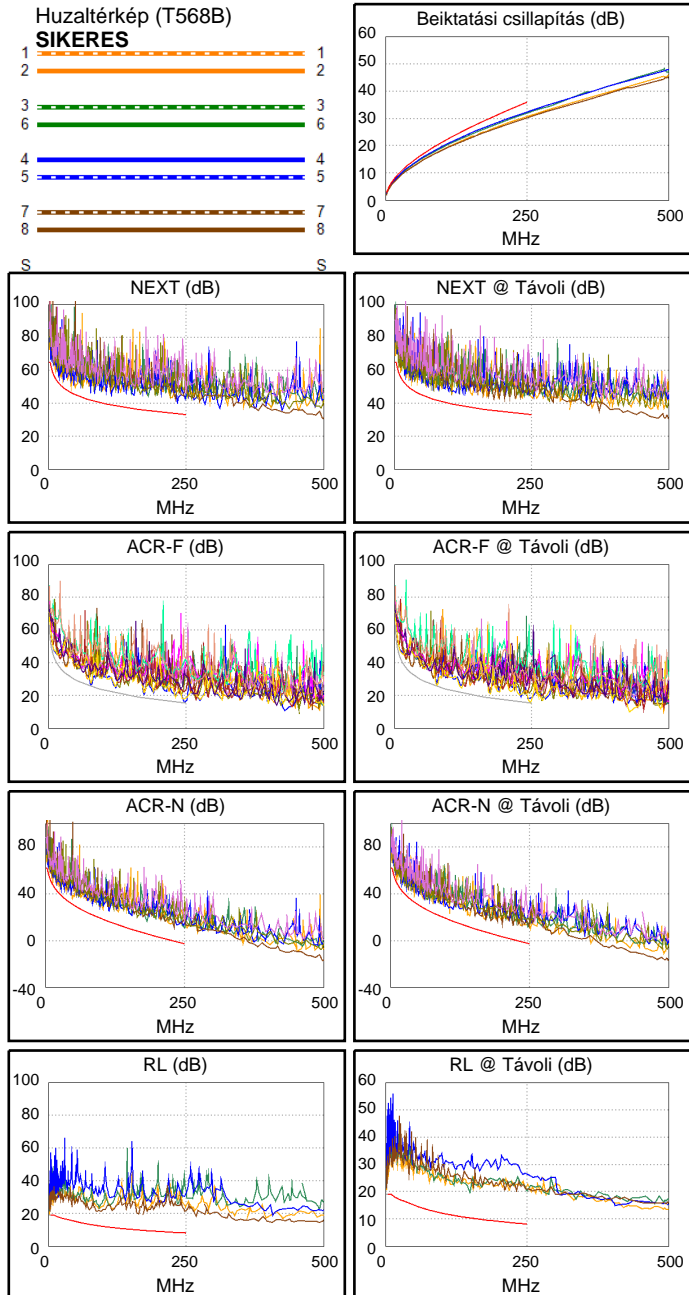 Huzaltérkép (T568B)
SIKERES
1 1
2 2
3 3
6 6
4 4
5 5
7 7
8 8
S S
Beiktatási csillapítás (dB)
60
50
40
30
20
10
0
0 250 500
MHz
NEXT (dB)
100
80
60
40
20
0
0 250 500
MHz
NEXT @ Távoli (dB)
100
80
60
40
20
0
0 250 500
MHz
ACR-F (dB)
100
80
60
40
20
0
0 250 500
MHz
ACR-F @ Távoli (dB)
100
80
60
40
20
0
0 250 500
MHz
ACR-N (dB)
80
40
0
-40
0 250 500
MHz
ACR-N @ Távoli (dB)
80
40
0
-40
0 250 500
MHz
RL (dB)
100
80
60
40
20
0
0 250 500
MHz
RL @ Távoli (dB)
60
50
40
30
20
10
0
0 250 500
MHz